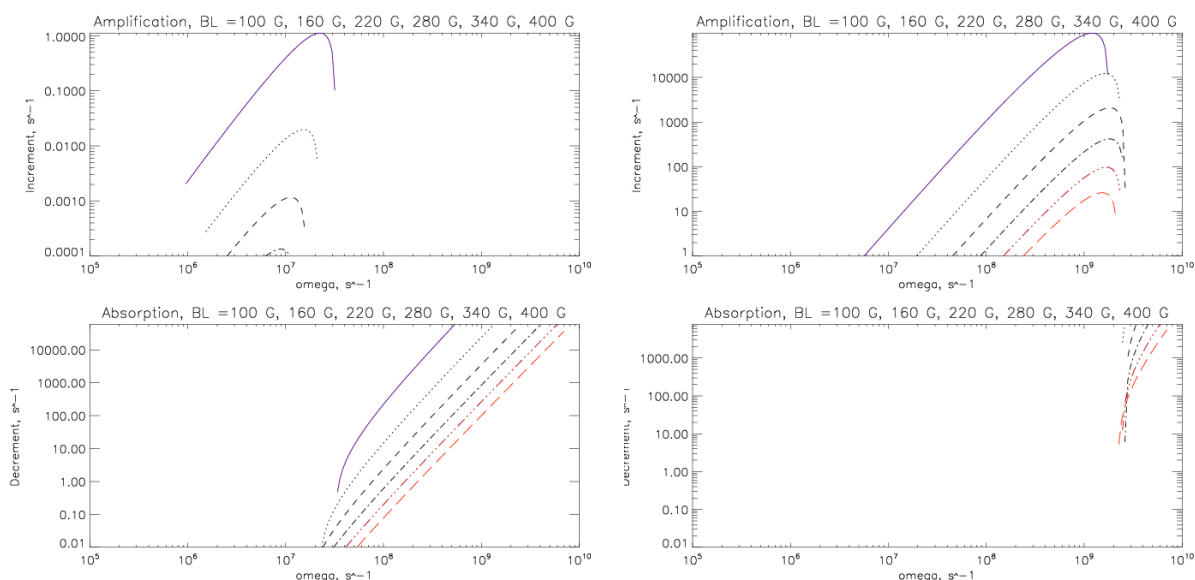 Amplification, BL =100 G, 160 G, 220 G, 280 G, 340 G, 400 G
1.0000
0.1000
0.0100
0.0010
0.0001
Increment, s^-1
10^5 10^6 10^7 10^8 10^9 10^10
omega, s^-1
Amplification, BL =100 G, 160 G, 220 G, 280 G, 340 G, 400 G
10000
1000
100
10
1
Increment, s^-1
10^5 10^6 10^7 10^8 10^9 10^10
omega, s^-1
Absorption, BL =100 G, 160 G, 220 G, 280 G, 340 G, 400 G
10000.00
1000.00
100.00
10.00
1.00
0.10
0.01
Decrement, s^-1
10^5 10^6 10^7 10^8 10^9 10^10
omega, s^-1
Absorption, BL =100 G, 160 G, 220 G, 280 G, 340 G, 400 G
1000.00
100.00
10.00
1.00
0.10
0.01
Decrement, s^-1
10^5 10^6 10^7 10^8 10^9 10^10
omega, s^-1